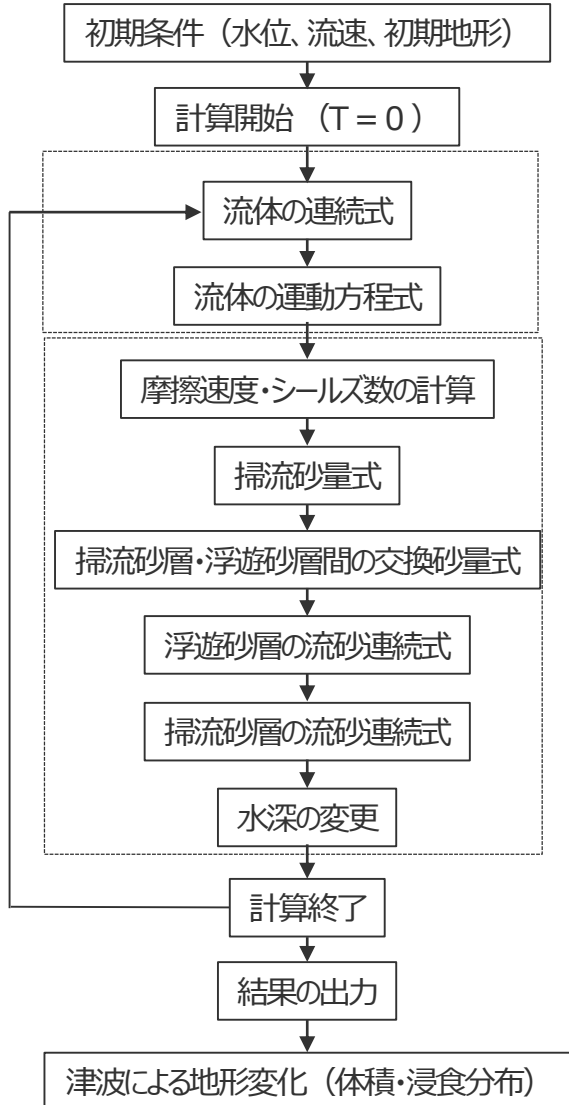 初期条件（水位、流速、初期地形）
計算開始 （T＝０）
流体の連続式
流体の運動方程式
摩擦速度・シールズ数の計算
掃流砂量式
掃流砂層・浮遊砂層間の交換砂量式
浮遊砂層の流砂連続式
掃流砂層の流砂連続式
水深の変更
計算終了
結果の出力
津波による地形変化（体積・浸食分布）